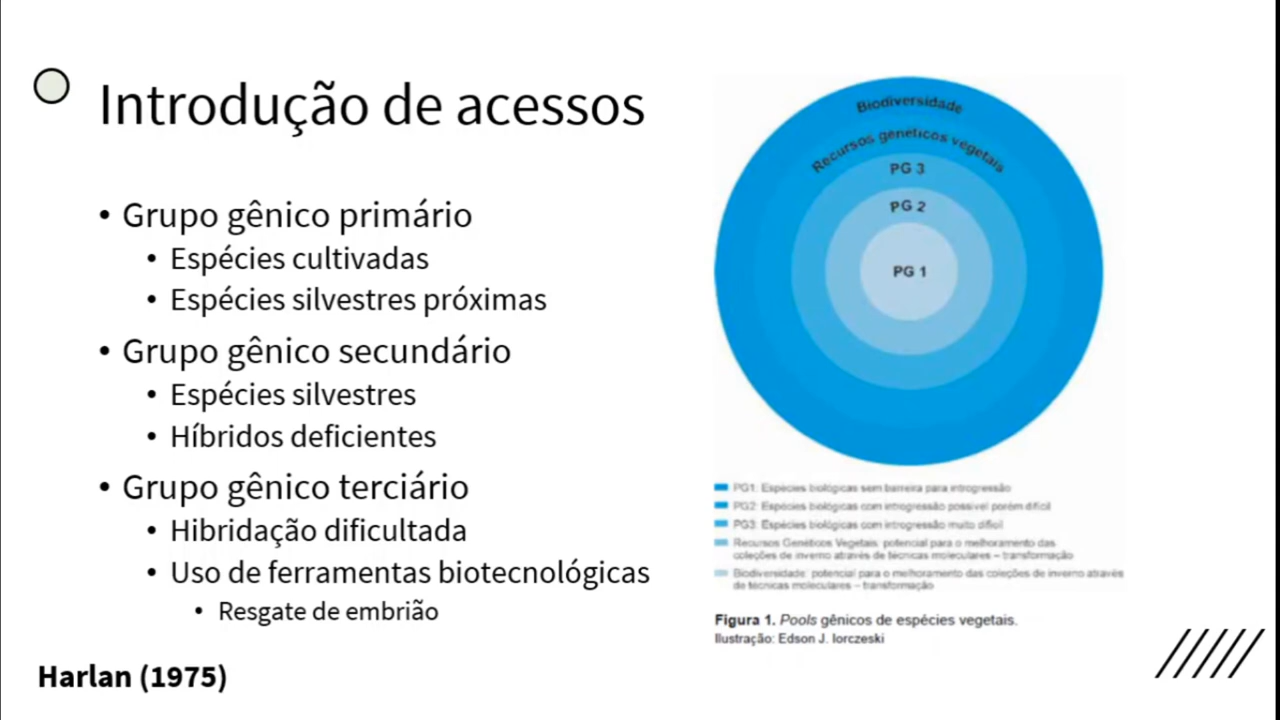 Introdução de acessos
• Grupo gênico primário
• Espécies cultivadas
• Espécies silvestres próximas
• Grupo gênico secundário
• Espécies silvestres
• Híbridos deficientes
• Grupo gênico terciário
• Hibridação dificultada
• Uso de ferramentas biotecnológicas
• Resgate de embrião
Harlan (1975)
Biodiversidade
Recursos genéticos vegetais
PG 3
PG 2
PG 1
PG1: Espécies biológicas sem barreira para introgressão
PG2: Espécies biológicas com introgressão possível porém difícil
PG3: Espécies biológicas com introgressão muito difícil
Recursos Genéticos Vegetais: potencial para o melhoramento das
coleções de inverno através de técnicas moleculares – transformação
Biodiversidade: potencial para o melhoramento das coleções de inverno através
de técnicas moleculares – transformação
Figura 1. Pools gênicos de espécies vegetais.
Ilustração: Edson J. Iorczeski